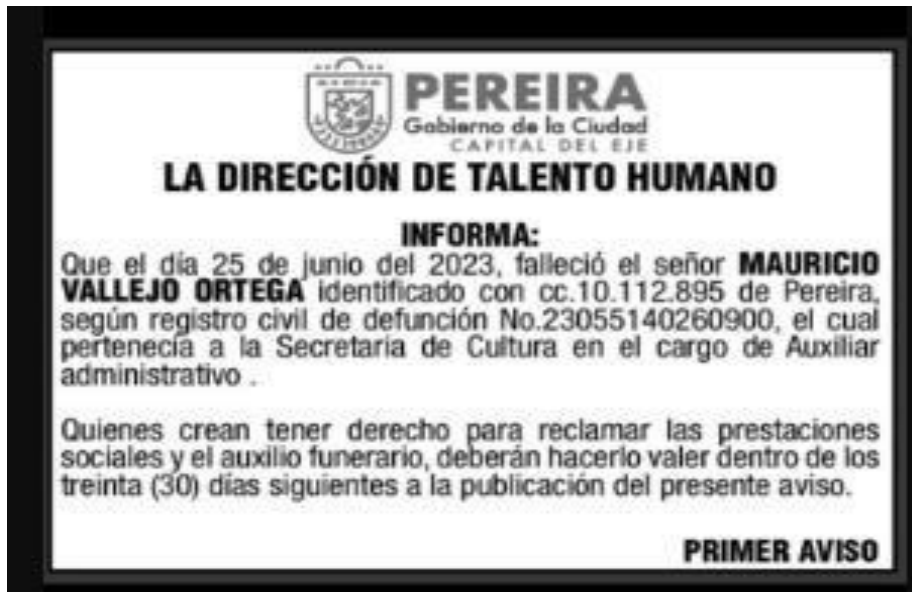 PEREIRA
Gobierno de la Ciudad
CAPITAL DEL EJE
LA DIRECCIÓN DE TALENTO HUMANO
INFORMA:
Que el día 25 de junio del 2023, falleció el señor MAURICIO
VALLEJO ORTEGA identificado con cc.10.112.895 de Pereira,
según registro civil de defunción No.23055140260900, el cual
pertenecía a la Secretaria de Cultura en el cargo de Auxiliar
administrativo .
Quienes crean tener derecho para reclamar las prestaciones
sociales y el auxilio funerario, deberán hacerlo valer dentro de los
treinta (30) días siguientes a la publicación del presente aviso.
PRIMER AVISO